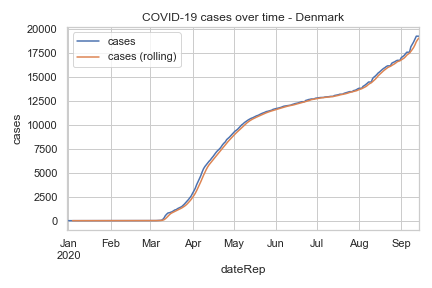 COVID-19 cases over time - Denmark
cases
cases (rolling)
20000
17500
15000
12500
10000
7500
5000
2500
0
cases
Jan Feb Mar Apr May Jun Jul Aug Sep
2020
dateRep